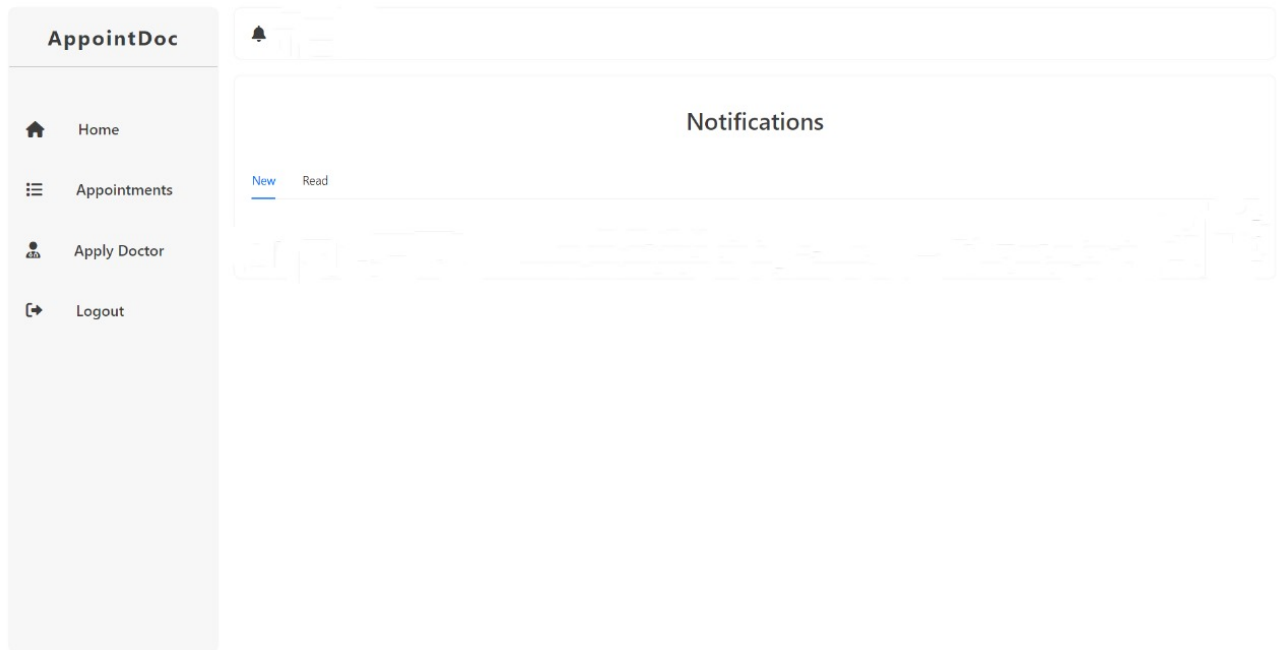 AppointDoc
Home
Appointments
Apply Doctor
Logout
Notifications
New Read